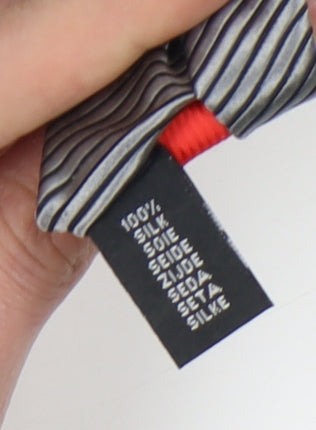 100%
SILK
SOIE
SEIDE
ZIJDE
SEDA
SETA
SILKE